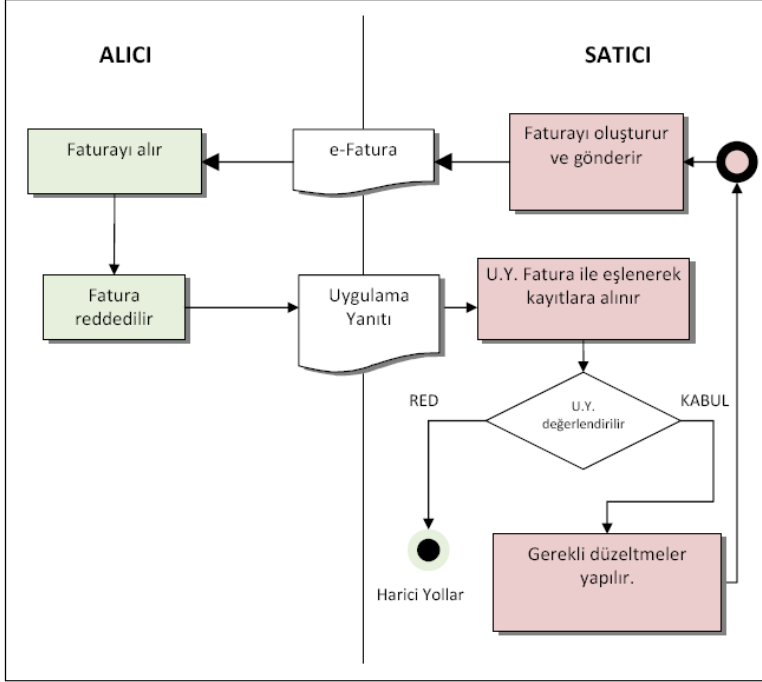 ALICI
SATICI
Faturayı alır
e-Fatura
Faturayı oluşturur
ve gönderir
Fatura
reddedilir
Uygulama
Yanıtı
U.Y. Fatura ile eşlenerek
kayıtlara alınır
RED
U.Y.
değerlendirilir
KABUL
Harici Yollar
Gerekli düzeltmeler
yapılır.